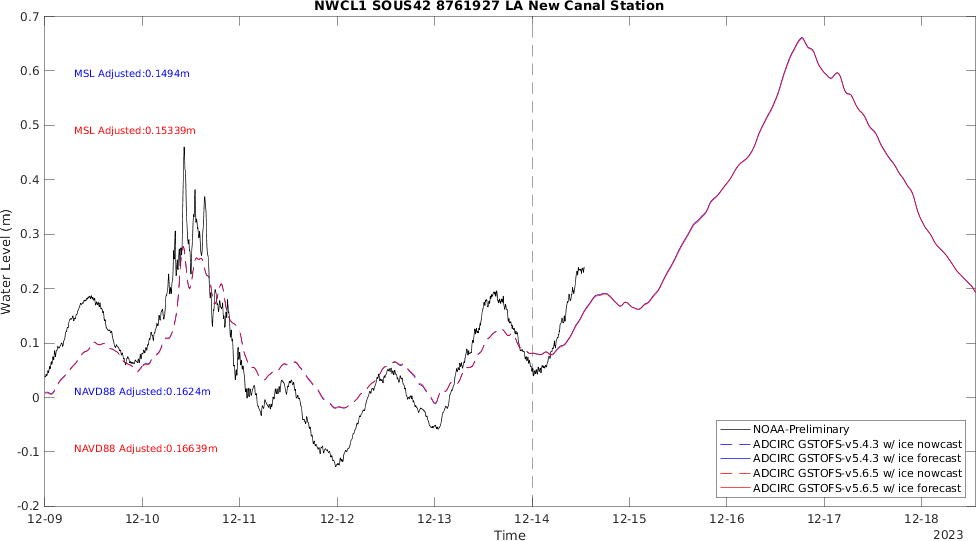 NWCL1 SOUS42 8761927 LA New Canal Station
Water Level (m)
0.7
0.6
0.5
0.4
0.3
0.2
0.1
0
-0.1
-0.2
MSL Adjusted:0.1494m
MSL Adjusted:0.15339m
NAVD88 Adjusted:0.1624m
NAVD88 Adjusted:0.16639m
NOAA-Preliminary
ADCIRC GSTOFS-v5.4.3 w/ ice nowcast
ADCIRC GSTOFS-v5.4.3 w/ ice forecast
ADCIRC GSTOFS-v5.6.5 w/ ice nowcast
ADCIRC GSTOFS-v5.6.5 w/ ice forecast
12-09 12-10 12-11 12-12 12-13 12-14 12-15 12-16 12-17 12-18
Time
2023